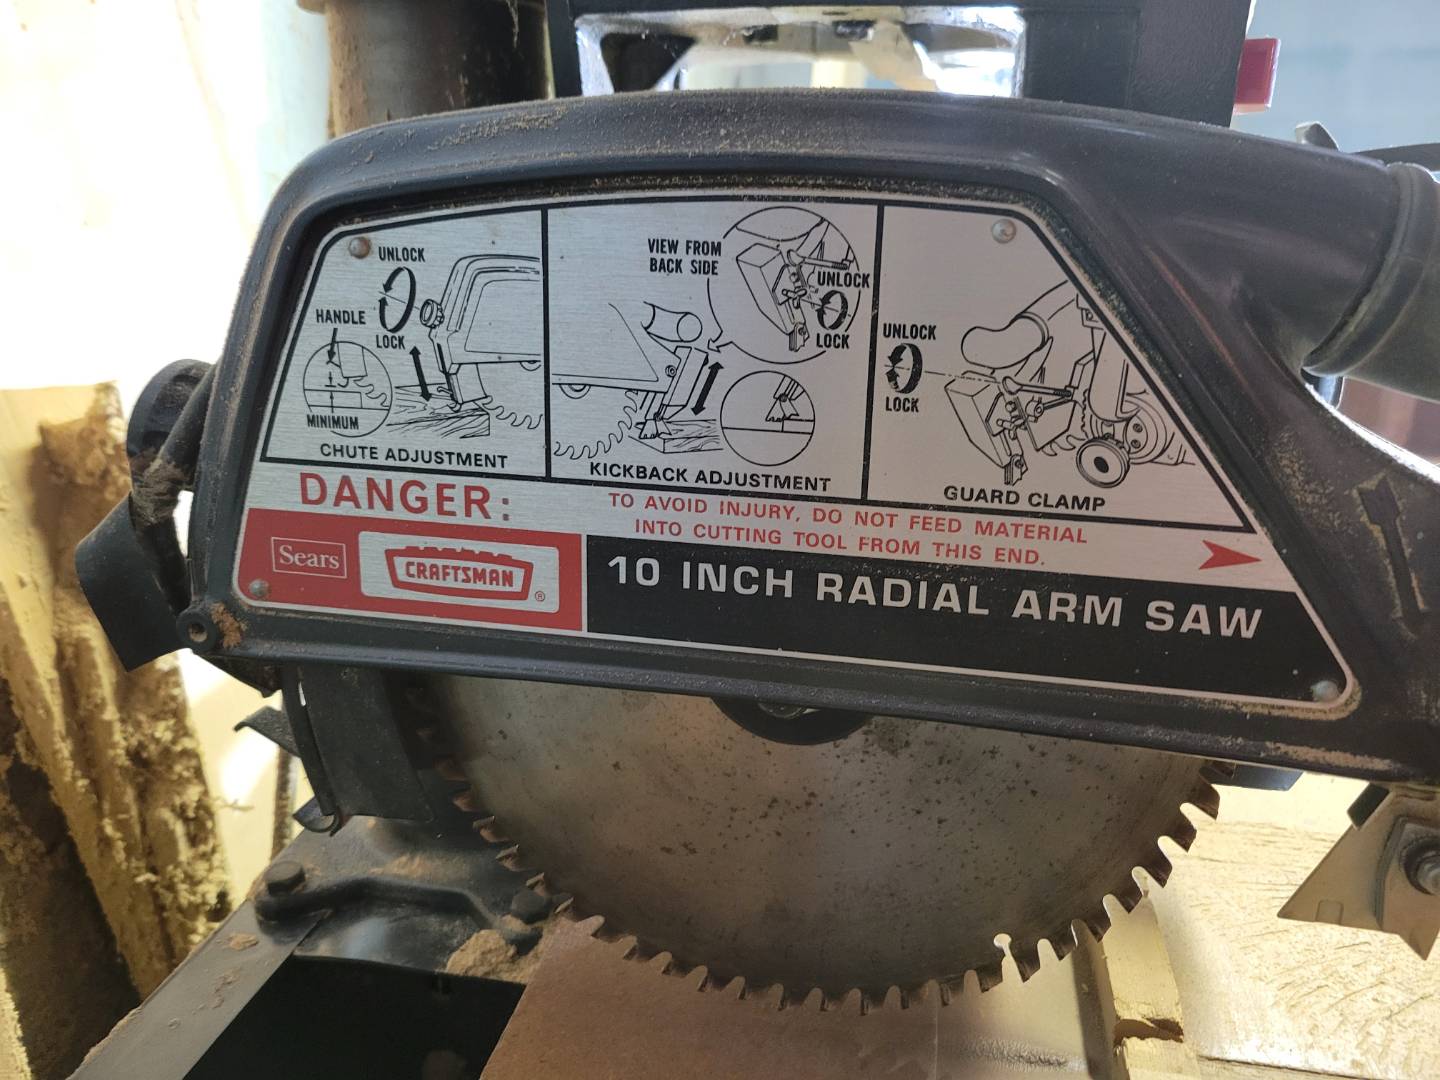 UNLOCK
HANDLE
LOCK
MINIMUM
CHUTE ADJUSTMENT
VIEW FROM
BACK SIDE
UNLOCK
LOCK
KICKBACK ADJUSTMENT
UNLOCK
LOCK
GUARD CLAMP
DANGER:
TO AVOID INJURY, DO NOT FEED MATERIAL
INTO CUTTING TOOL FROM THIS END.
Sears
CRAFTSMAN®
10 INCH RADIAL ARM SAW